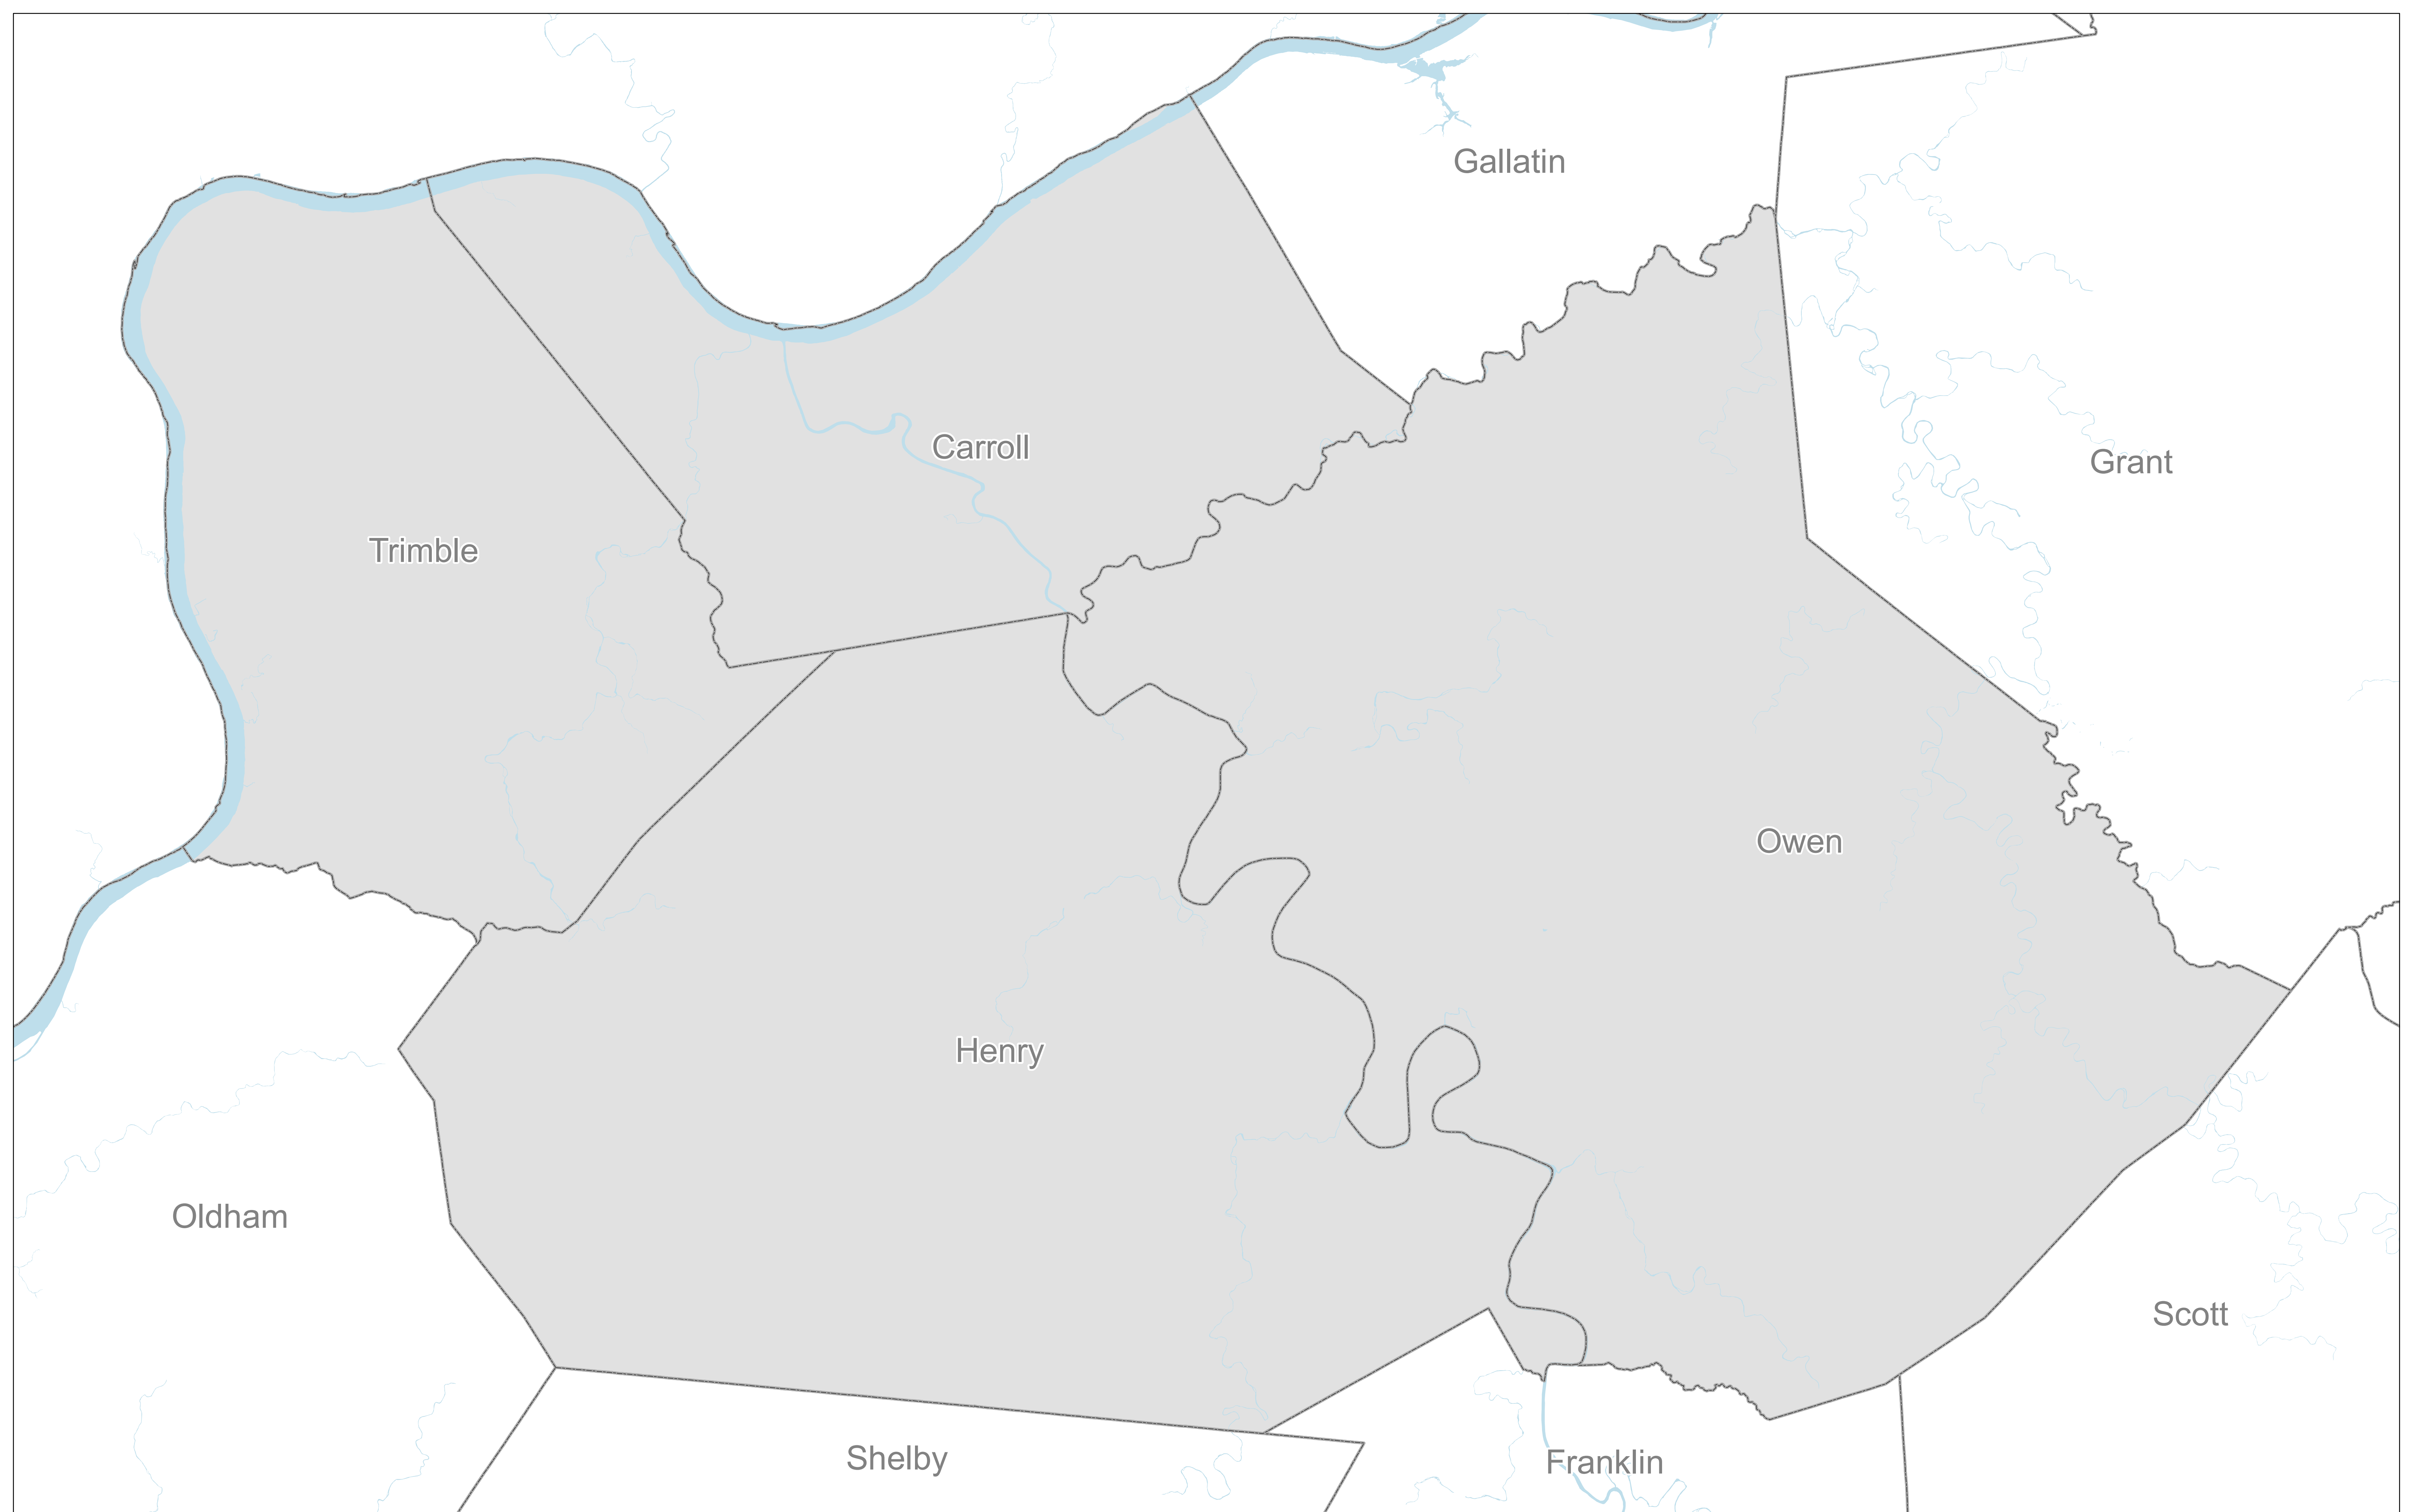 Gallatin
Carroll
Grant
Trimble
Owen
Henry
Oldham
Scott
Shelby
Franklin